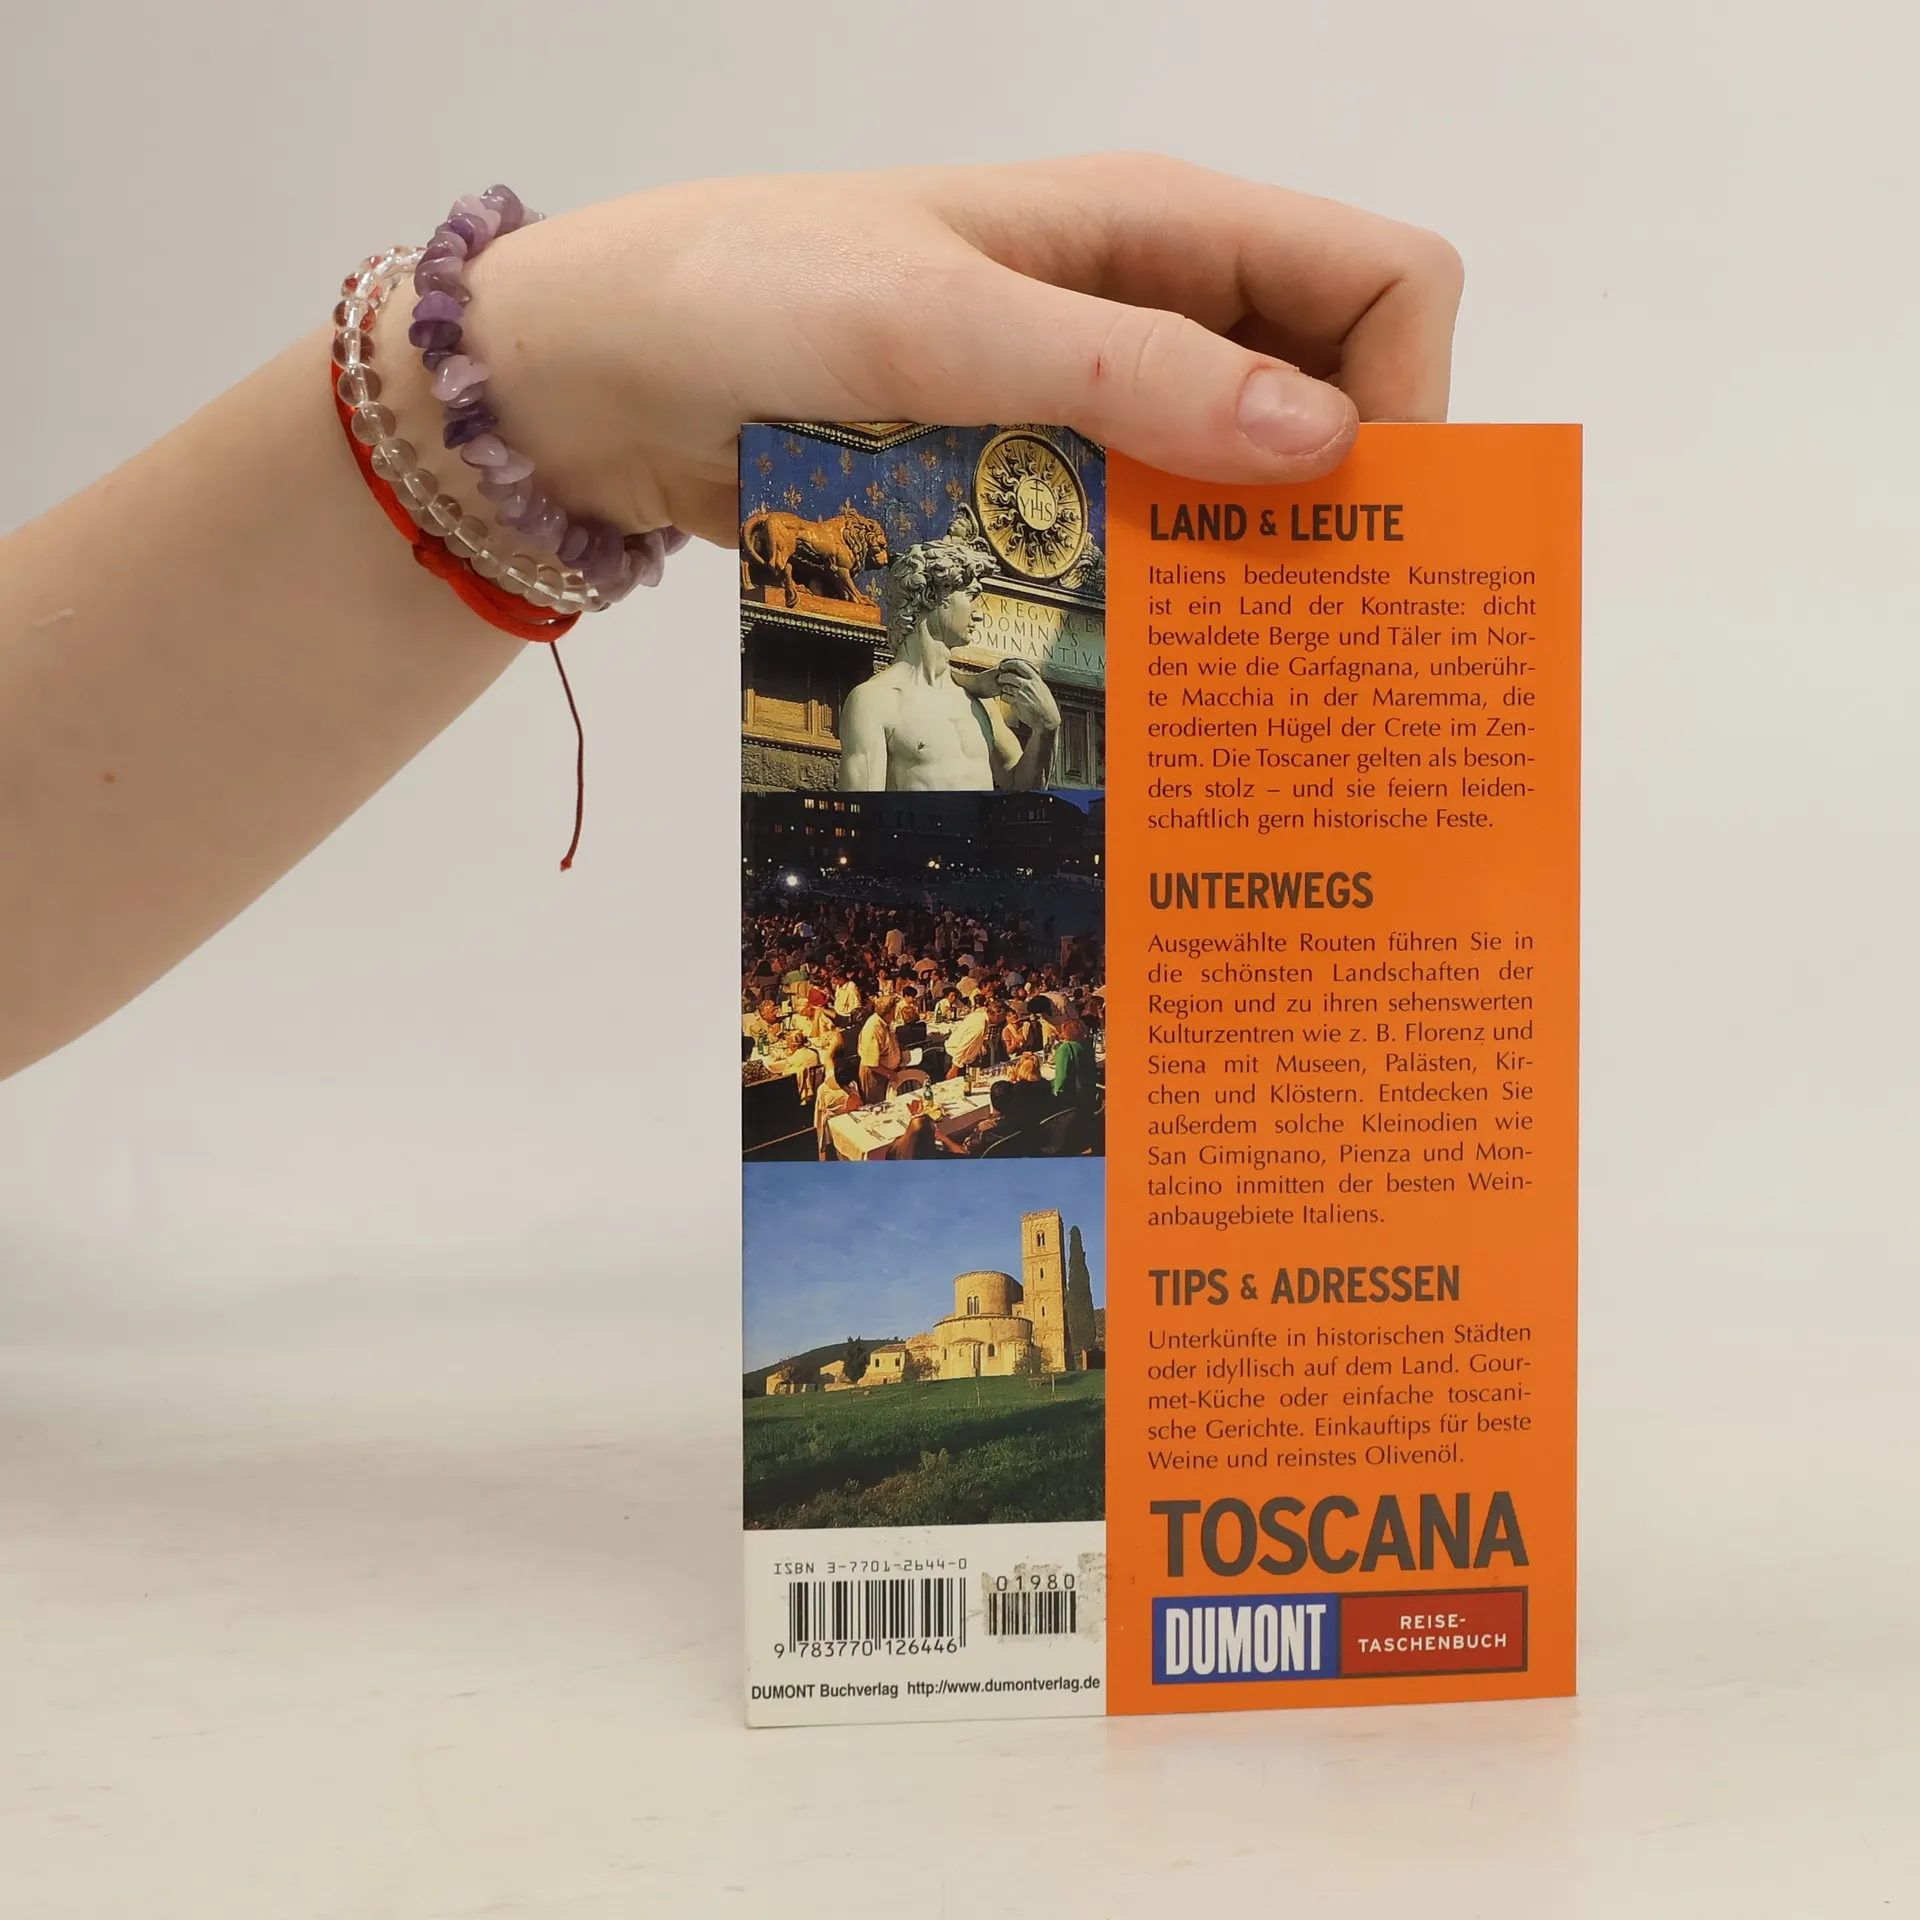 YHS
X REGVM ET
DOMINVS
OMINANTIVM
LAND & LEUTE
Italiens bedeutendste Kunstregion
ist ein Land der Kontraste: dicht
bewaldete Berge und Täler im Nor-
den wie die Garfagnana, unberühr-
te Macchia in der Maremma, die
erodierten Hügel der Crete im Zen-
trum. Die Toscaner gelten als beson-
ders stolz – und sie feiern leiden-
schaftlich gern historische Feste.
UNTERWEGS
Ausgewählte Routen führen Sie in
die schönsten Landschaften der
Region und zu ihren sehenswerten
Kulturzentren wie z. B. Florenz und
Siena mit Museen, Palästen, Kir-
chen und Klöstern. Entdecken Sie
außerdem solche Kleinodien wie
San Gimignano, Pienza und Mon-
talcino inmitten der besten Wein-
anbaugebiete Italiens.
TIPS & ADRESSEN
Unterkünfte in historischen Städten
oder idyllisch auf dem Land. Gour-
met-Küche oder einfache toscani-
sche Gerichte. Einkauftips für beste
Weine und reinstes Olivenöl.
TOSCANA
DUMONT
REISE-
TASCHENBUCH
ISBN 3-7701-2644-0
01980
9 783770 126446
DUMONT Buchverlag http://www.dumontverlag.de